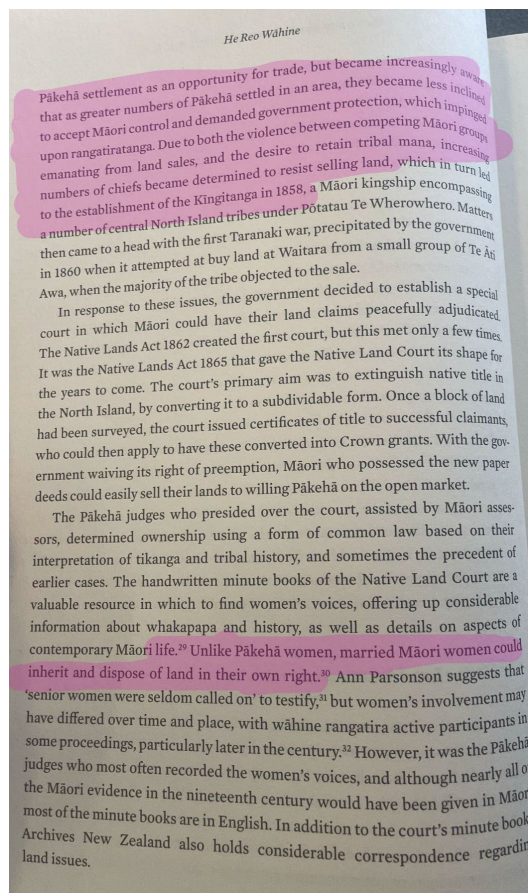 He Reo Wāhine
Pākehā settlement as an opportunity for trade, but became increasingly aware
that as greater numbers of Pākehā settled in an area, they became less inclined
to accept Māori control and demanded government protection, which impinged
upon rangatiratanga. Due to both the violence between competing Māori groups
emanating from land sales, and the desire to retain tribal mana, increasing
numbers of chiefs became determined to resist selling land, which in turn led
to the establishment of the Kīngitanga in 1858, a Māori kingship encompassing
a number of central North Island tribes under Pōtatau Te Wherowhero. Matters
then came to a head with the first Taranaki war, precipitated by the government
in 1860 when it attempted at buy land at Waitara from a small group of Te Āti
Awa, when the majority of the tribe objected to the sale.
In response to these issues, the government decided to establish a special
court in which Māori could have their land claims peacefully adjudicated.
The Native Lands Act 1862 created the first court, but this met only a few times.
It was the Native Lands Act 1865 that gave the Native Land Court its shape for
the years to come. The court's primary aim was to extinguish native title in
the North Island, by converting it to a subdividable form. Once a block of land
had been surveyed, the court issued certificates of title to successful claimants,
who could then apply to have these converted into Crown grants. With the gov-
ernment waiving its right of preemption, Māori who possessed the new paper
deeds could easily sell their lands to willing Pākehā on the open market.
The Pākehā judges who presided over the court, assisted by Māori asses-
sors, determined ownership using a form of common law based on their
interpretation of tikanga and tribal history, and sometimes the precedent of
earlier cases. The handwritten minute books of the Native Land Court are a
valuable resource in which to find women's voices, offering up considerable
information about whakapapa and history, as well as details on aspects of
contemporary Māori life.²⁹ Unlike Pākehā women, married Māori women could
inherit and dispose of land in their own right.³⁰ Ann Parsonson suggests that
'senior women were seldom called on' to testify,³¹ but women's involvement may
have differed over time and place, with wāhine rangatira active participants in
some proceedings, particularly later in the century.³² However, it was the Pākehā
judges who most often recorded the women's voices, and although nearly all o
the Māori evidence in the nineteenth century would have been given in Māor
most of the minute books are in English. In addition to the court's minute book
Archives New Zealand also holds considerable correspondence regardin
land issues.